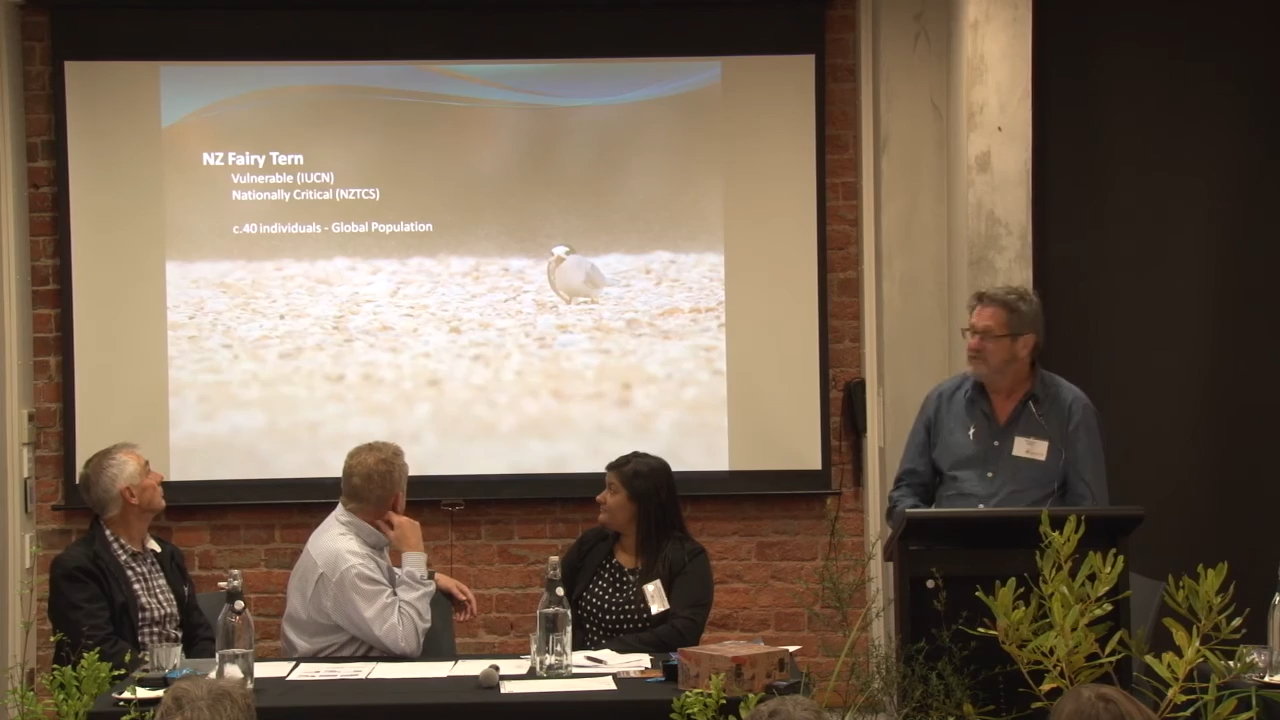 NZ Fairy Tern
Vulnerable (IUCN)
Nationally Critical (NZTCS)
c.40 individuals - Global Population